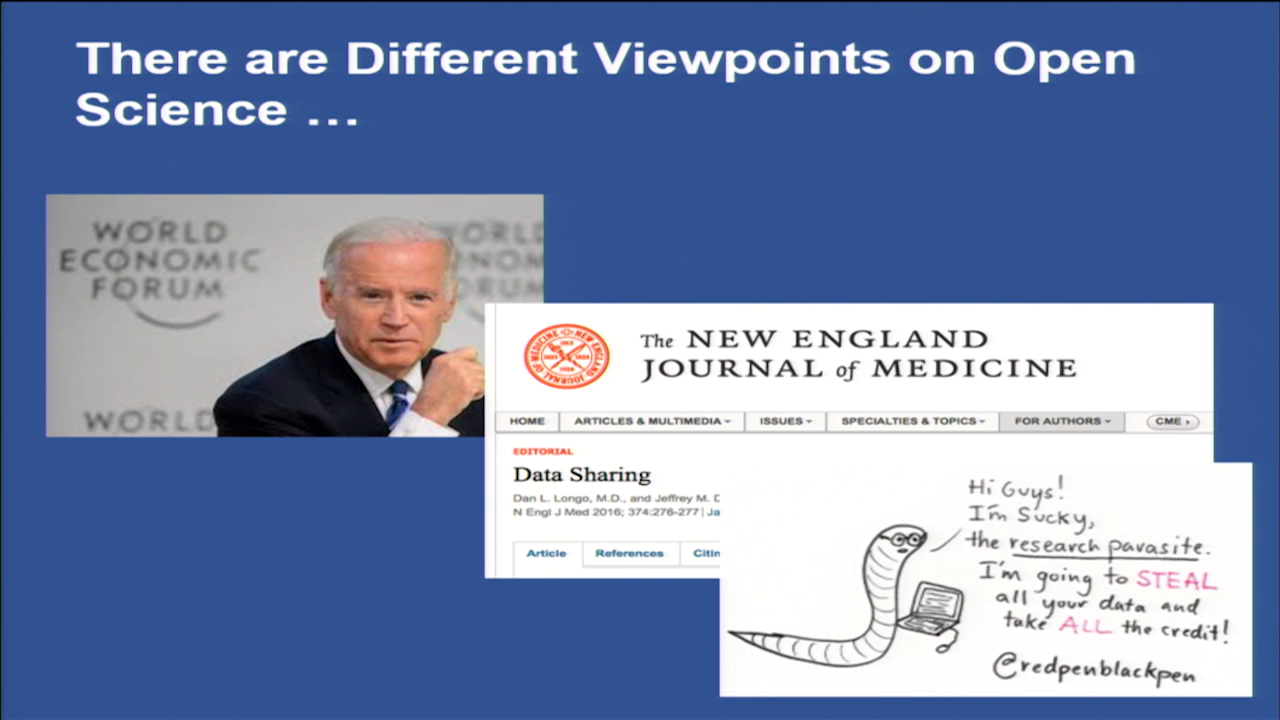 There are Different Viewpoints on Open
Science ...
WORLD
ECONOMIC
FORUM
WORLD
The NEW ENGLAND
JOURNAL of MEDICINE
HOME ARTICLES & MULTIMEDIA ISSUES SPECIALTIES & TOPICS FOR AUTHORS CME
EDITORIAL
Data Sharing
Dan L. Longo, M.D., and Jeffrey M. D
N Engl J Med 2016; 374:276-277 | Ja
Article References Citin
Hi Guys!
I'm Sucky,
the research parasite.
I'm going to STEAL
all your data and
take ALL the credit!
@redpenblackpen